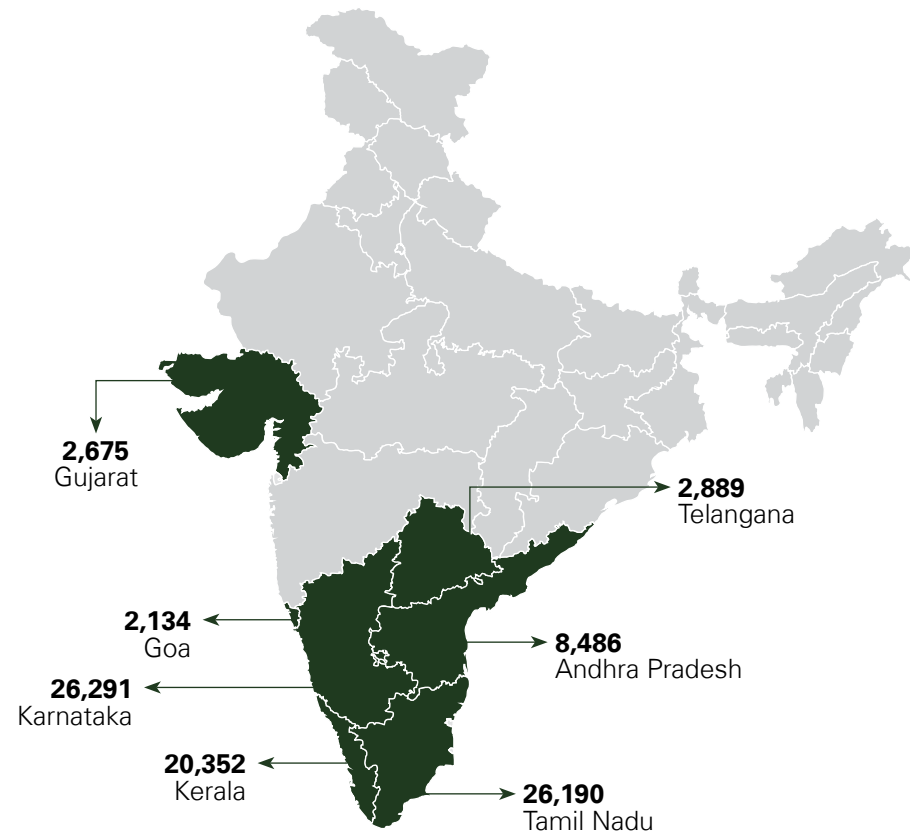 2,675
Gujarat
2,889
Telangana
2,134
Goa
8,486
Andhra Pradesh
26,291
Karnataka
20,352
Kerala
26,190
Tamil Nadu